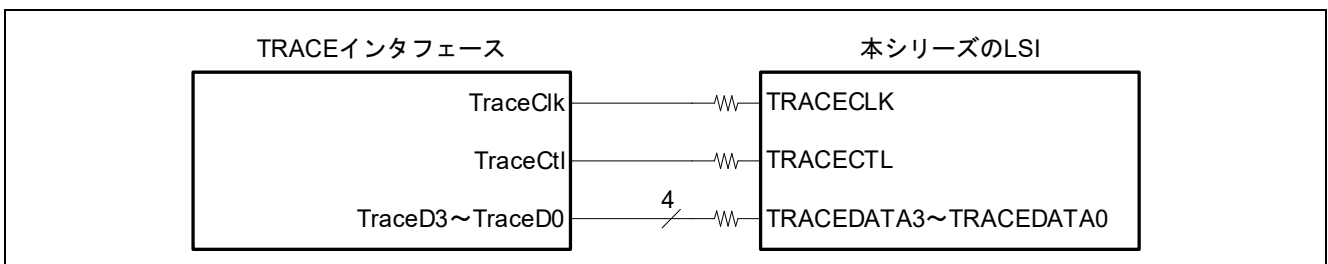 TRACEインタフェース
本シリーズのLSI
TraceClk
TRACECLK
TraceCtl
TRACECTL
TraceD3～TraceD0
4
TRACEDATA3～TRACEDATA0